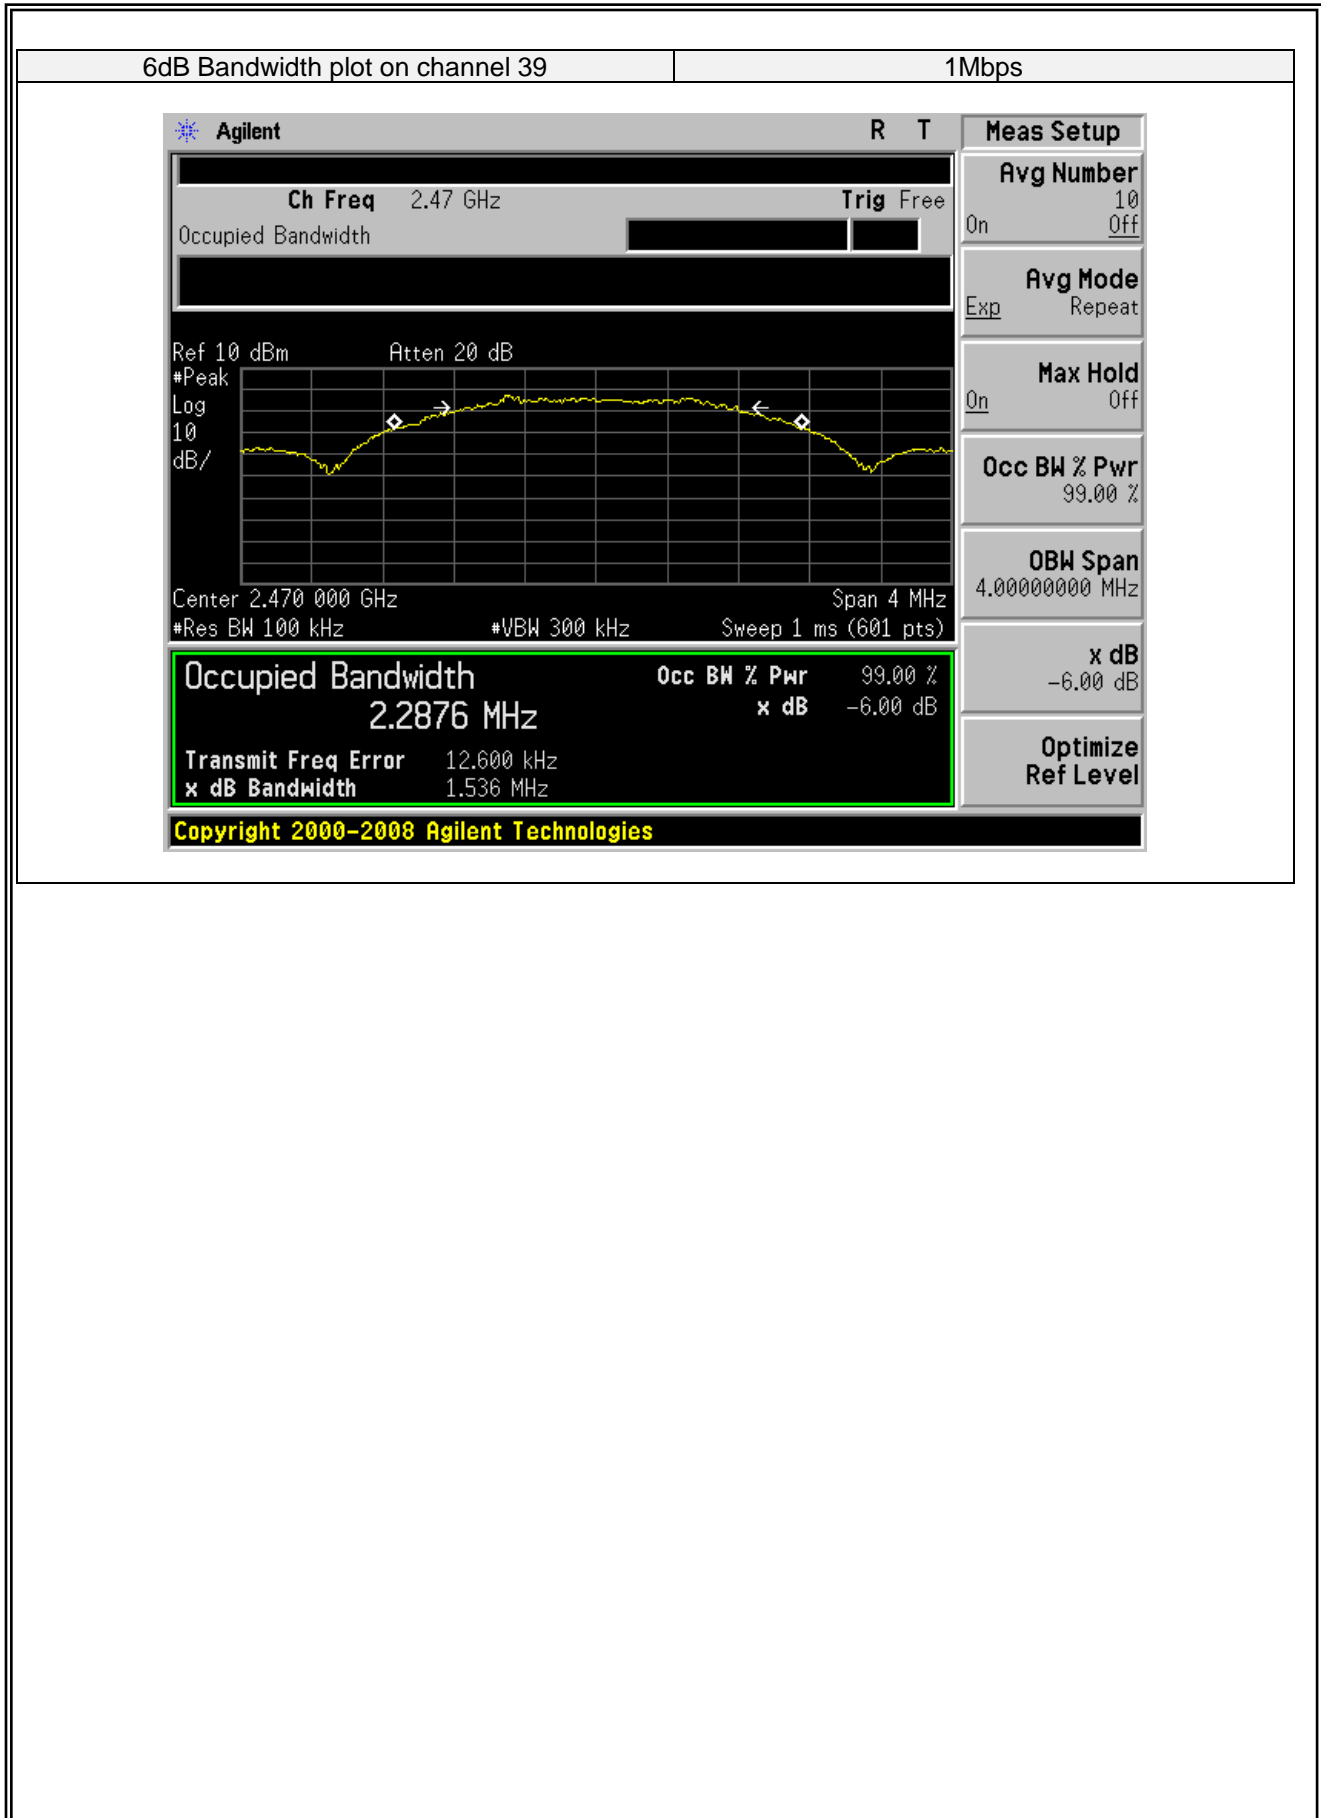 6dB Bandwidth plot on channel 39 1Mbps
Agilent R T Meas Setup
Ch Freq 2.47 GHz Trig Free
Occupied Bandwidth
Avg Number
10
On Off
Avg Mode
Exp Repeat
Max Hold
On Off
Occ BW % Pwr
99.00 %
OBW Span
4.00000000 MHz
x dB
-6.00 dB
Optimize
Ref Level
Ref 10 dBm Atten 20 dB
#Peak
Log
10
dB/
Center 2.470 000 GHz Span 4 MHz
#Res BW 100 kHz #VBW 300 kHz Sweep 1 ms (601 pts)
Occupied Bandwidth Occ BW % Pwr 99.00 %
2.2876 MHz x dB -6.00 dB
Transmit Freq Error 12.600 kHz
x dB Bandwidth 1.536 MHz
Copyright 2000-2008 Agilent Technologies